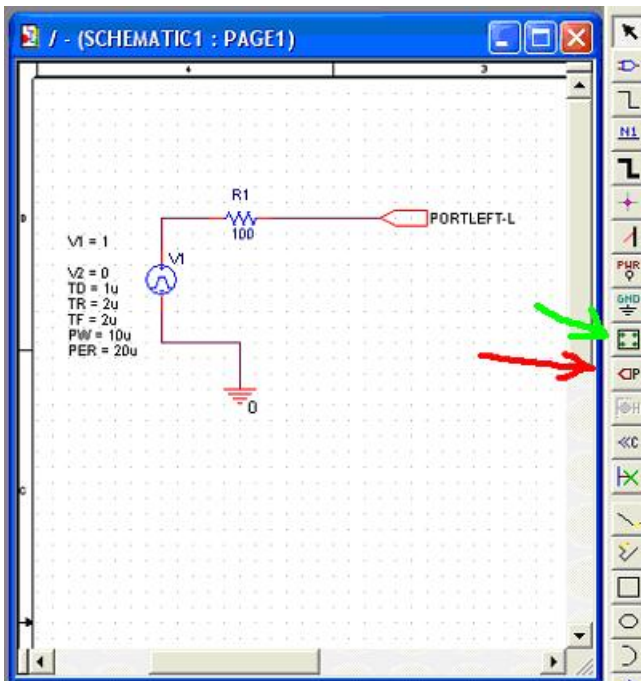 / - (SCHEMATIC1 : PAGE1)
4
3
D
R1
100
PORTLEFT-L
V1 = 1
V1
V2 = 0
TD = 1u
TR = 2u
TF = 2u
PW = 10u
PER = 20u
0
C
N1
PWR
GND
P
H
C